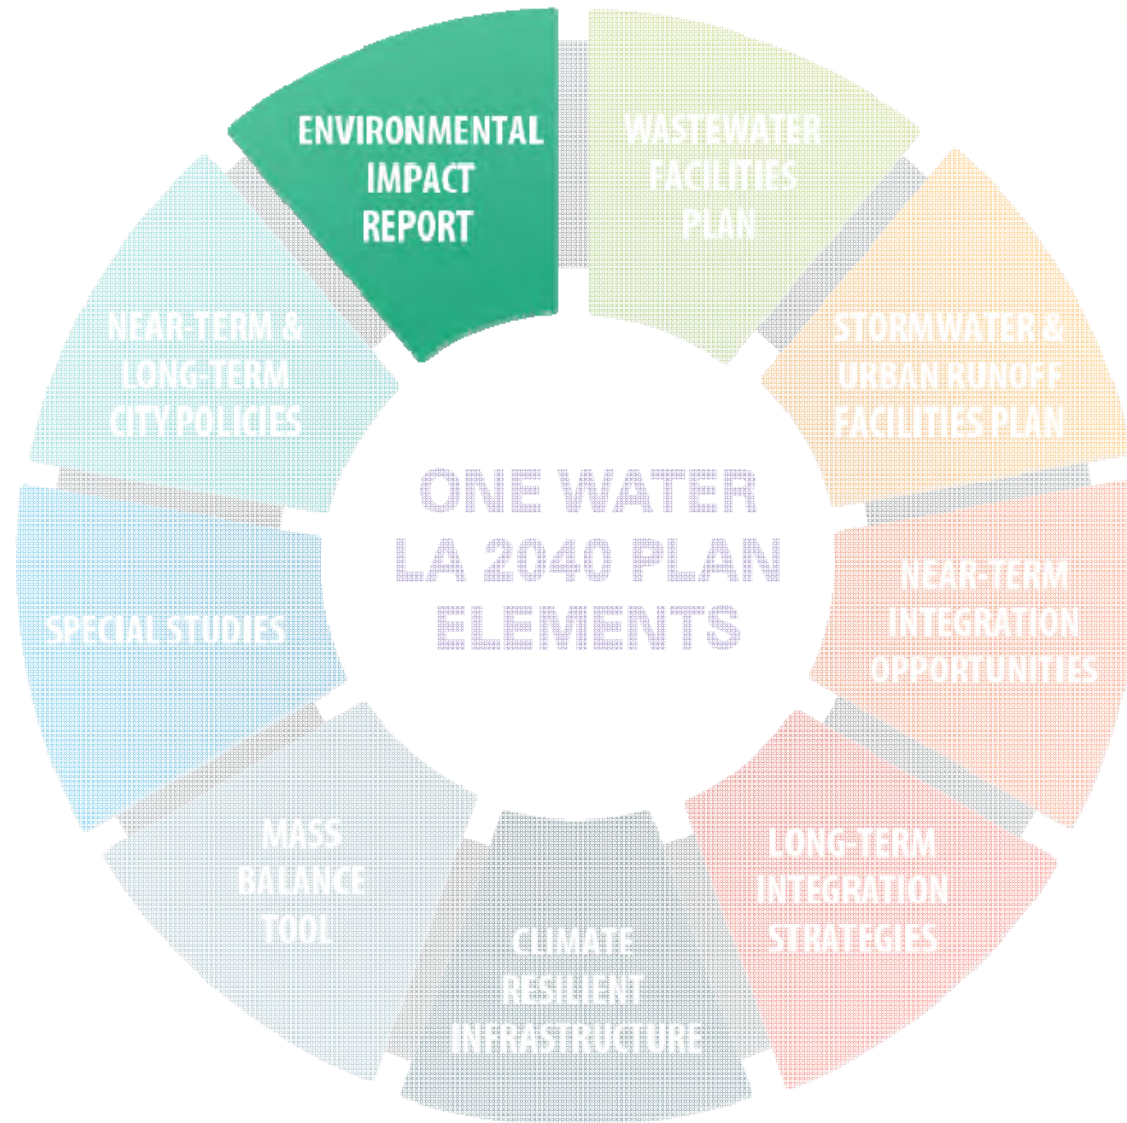 ENVIRONMENTAL
IMPACT
REPORT
WASTEWATER
FACILITIES
PLAN
STORMWATER &
URBAN RUNOFF
FACILITIES PLAN
NEAR-TERM
INTEGRATION
OPPORTUNITIES
LONG-TERM
INTEGRATION
STRATEGIES
CLIMATE
RESILIENT
INFRASTRUCTURE
MASS
BALANCE
TOOL
SPECIAL STUDIES
NEAR-TERM &
LONG-TERM
CITY POLICIES
ONE WATER
LA 2040 PLAN
ELEMENTS